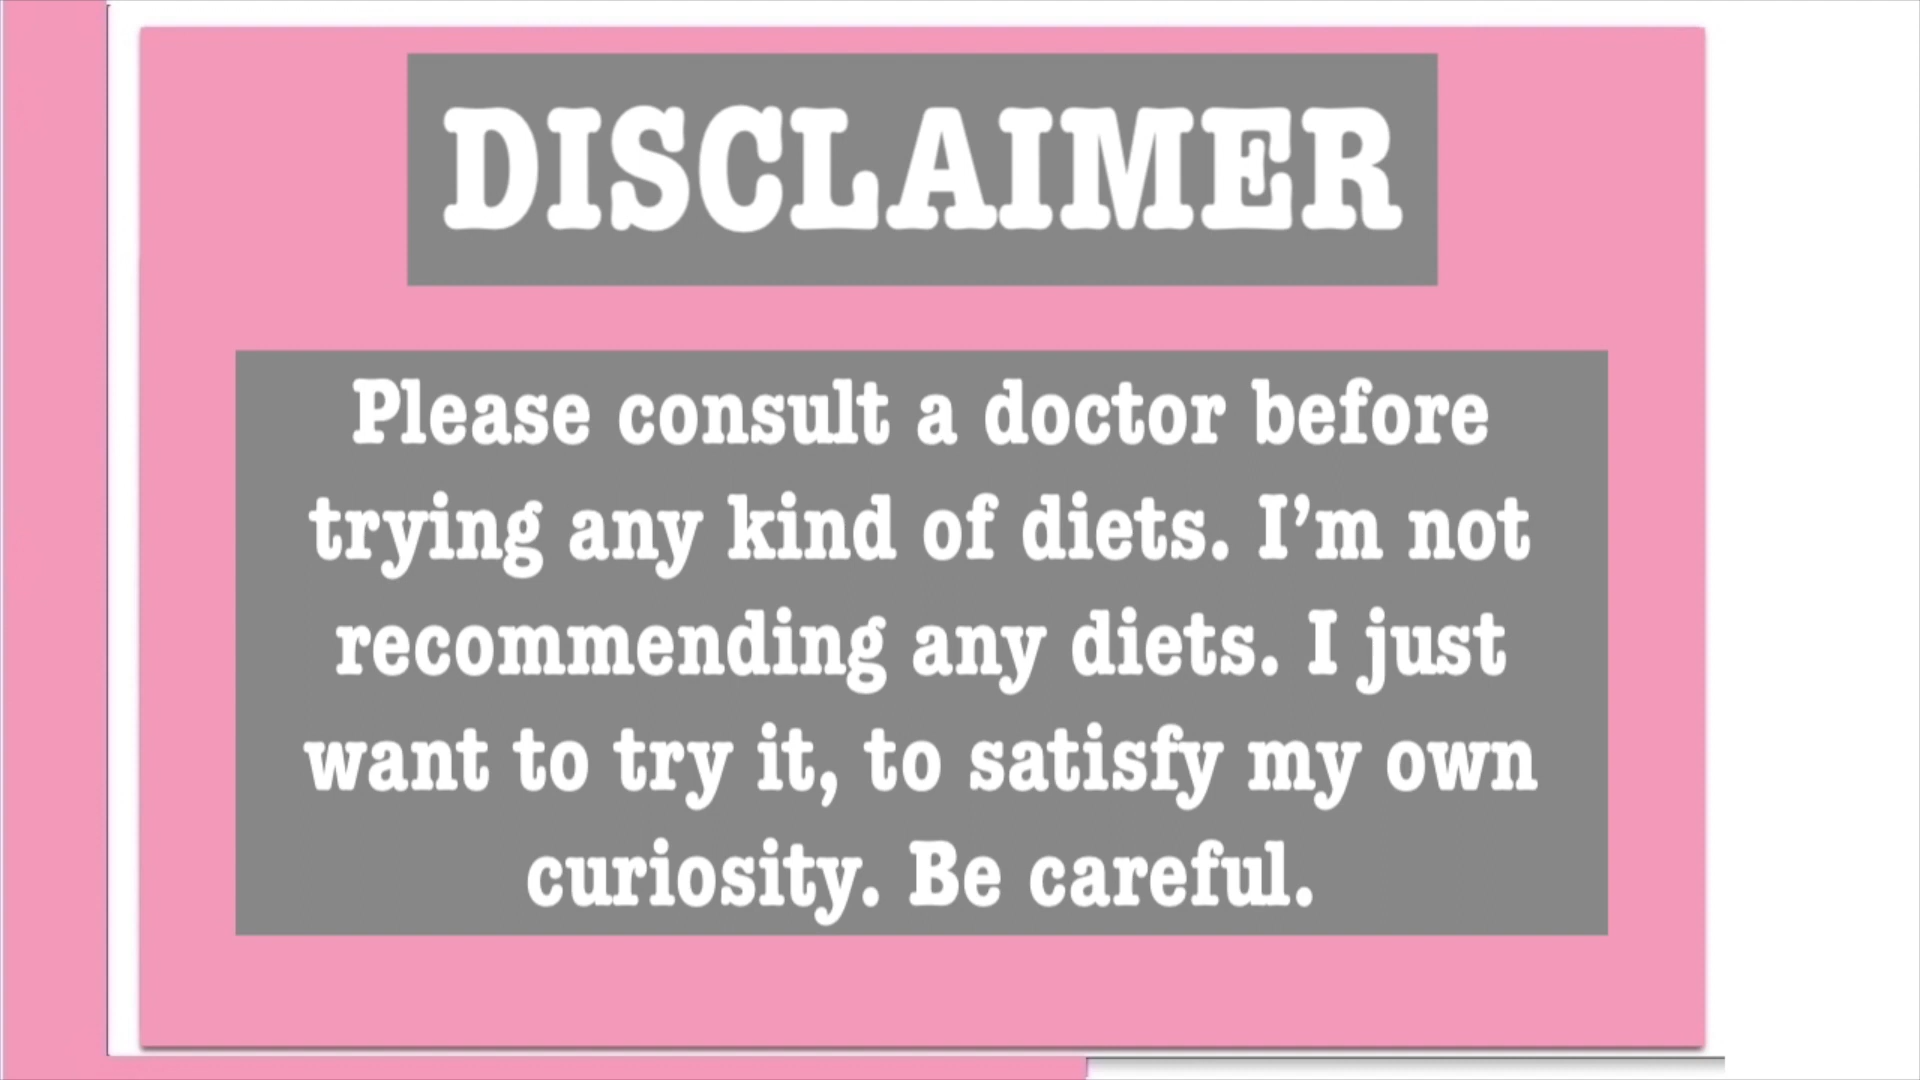 DISCLAIMER
Please consult a doctor before
trying any kind of diets. I’m not
recommending any diets. I just
want to try it, to satisfy my own
curiosity. Be careful.